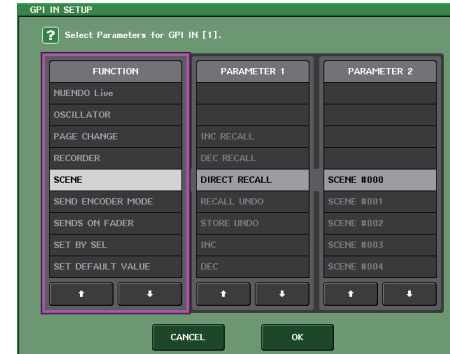 GPI IN SETUP
? Select Parameters for GPI IN [1].
FUNCTION PARAMETER 1 PARAMETER 2
NUENDO Live
OSCILLATOR
PAGE CHANGE INC RECALL
RECORDER DEC RECALL
SCENE DIRECT RECALL SCENE #000
SEND ENCODER MODE RECALL UNDO SCENE #001
SENDS ON FADER STORE UNDO SCENE #002
SET BY SEL INC SCENE #003
SET DEFAULT VALUE DEC SCENE #004
CANCEL OK